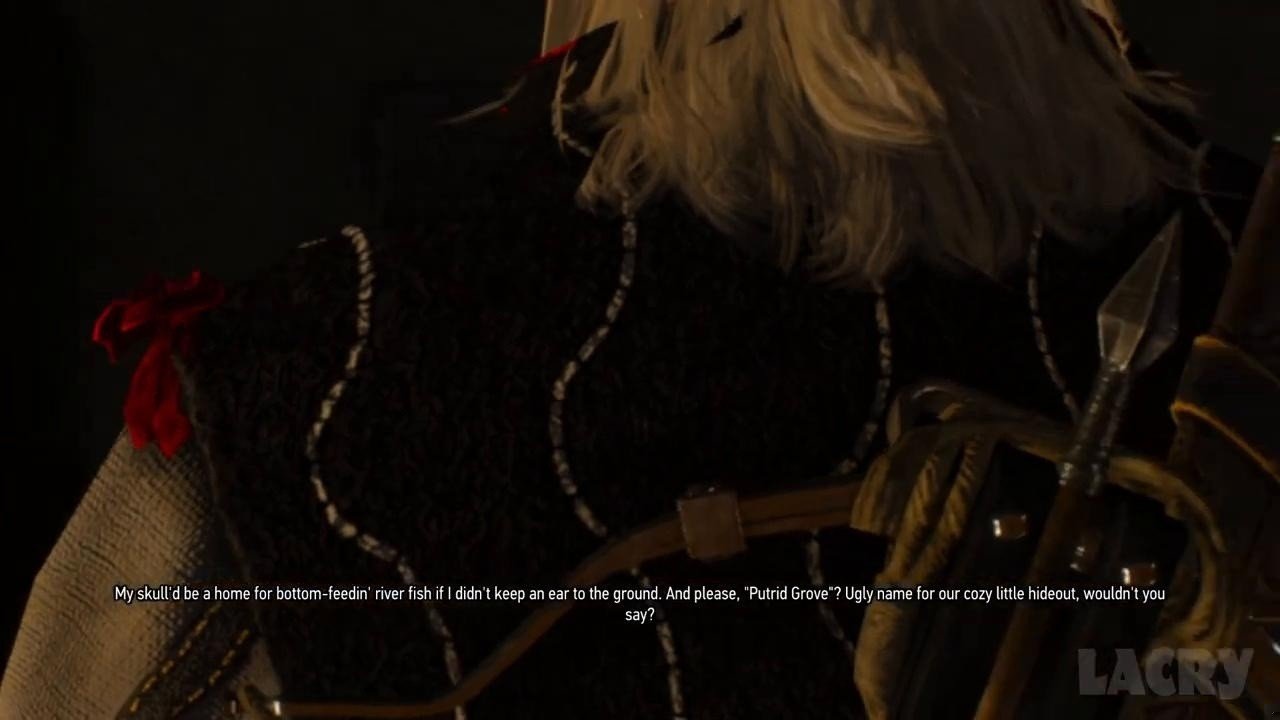 My skull'd be a home for bottom-feedin' river fish if I didn't keep an ear to the ground. And please, "Putrid Grove"? Ugly name for our cozy little hideout, wouldn't you
say?
LACRY